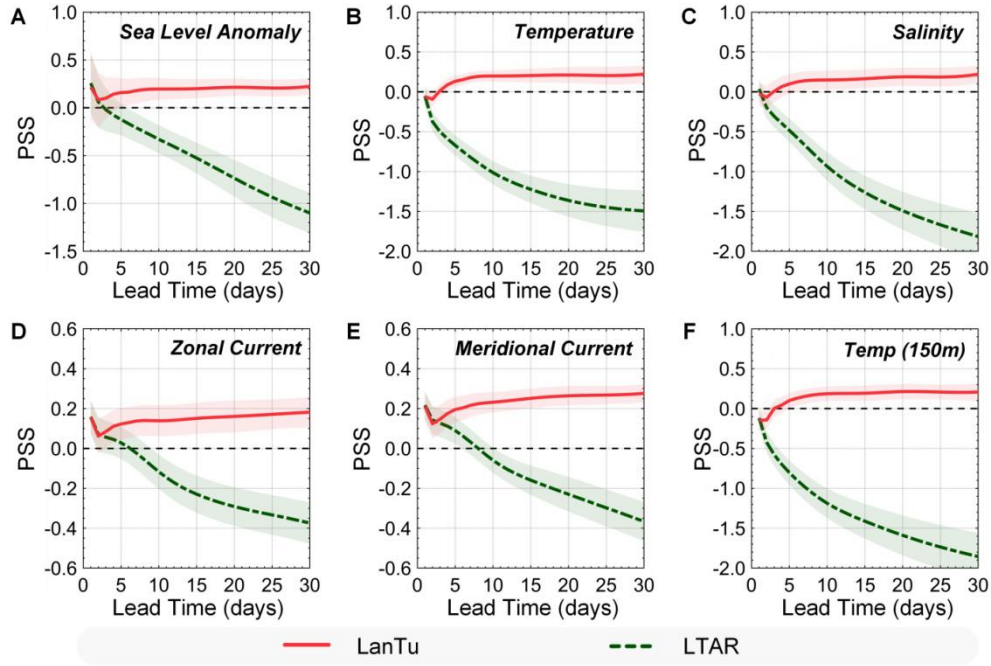 A
Sea Level Anomaly
PSS
1.0
0.5
0.0
-0.5
-1.0
-1.5
0 5 10 15 20 25 30
Lead Time (days)
B
Temperature
PSS
1.0
0.5
0.0
-0.5
-1.0
-1.5
-2.0
0 5 10 15 20 25 30
Lead Time (days)
C
Salinity
PSS
1.0
0.5
0.0
-0.5
-1.0
-1.5
-2.0
0 5 10 15 20 25 30
Lead Time (days)
D
Zonal Current
PSS
0.6
0.4
0.2
0.0
-0.2
-0.4
-0.6
0 5 10 15 20 25 30
Lead Time (days)
E
Meridional Current
PSS
0.6
0.4
0.2
0.0
-0.2
-0.4
-0.6
0 5 10 15 20 25 30
Lead Time (days)
F
Temp (150m)
PSS
1.0
0.5
0.0
-0.5
-1.0
-1.5
-2.0
0 5 10 15 20 25 30
Lead Time (days)
LanTu
LTAR